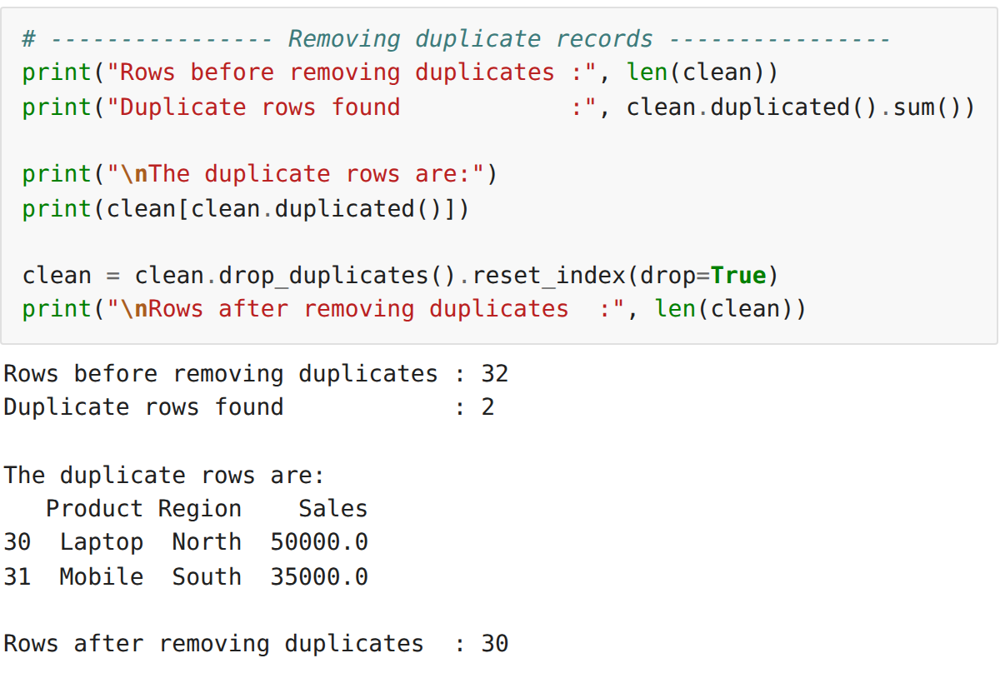 # ---------------- Removing duplicate records ----------------
print("Rows before removing duplicates :", len(clean))
print("Duplicate rows found            :", clean.duplicated().sum())
print("\nThe duplicate rows are:")
print(clean[clean.duplicated()])
clean = clean.drop_duplicates().reset_index(drop=True)
print("\nRows after removing duplicates  :", len(clean))
Rows before removing duplicates : 32
Duplicate rows found            : 2
The duplicate rows are:
   Product Region    Sales
30  Laptop  North  50000.0
31  Mobile  South  35000.0
Rows after removing duplicates  : 30